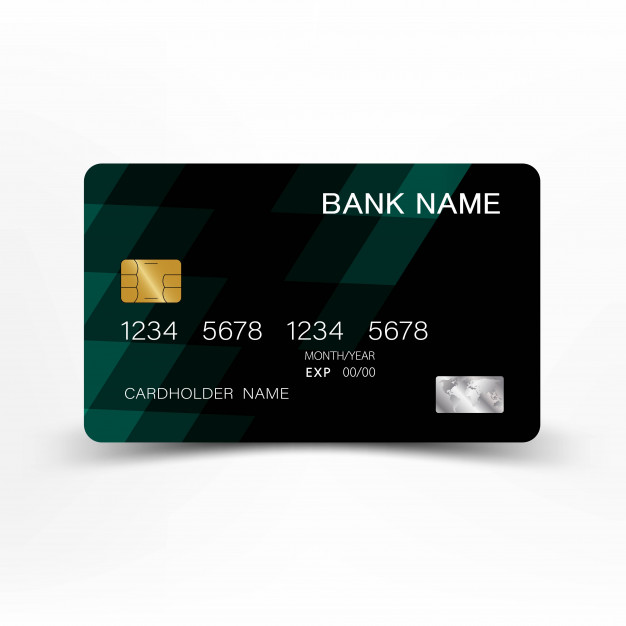 BANK NAME
1234 5678 1234 5678
MONTH/YEAR
EXP 00/00
CARDHOLDER NAME